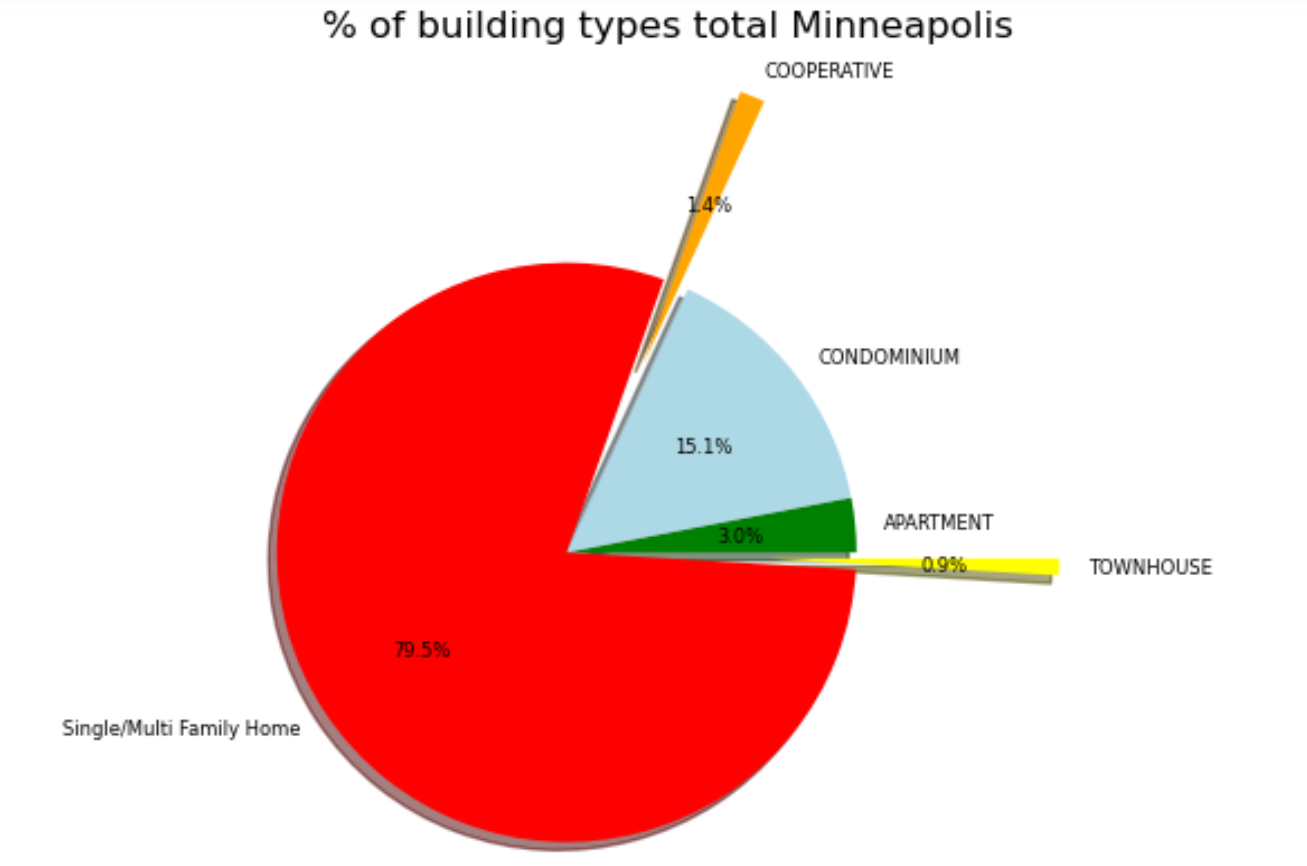 % of building types total Minneapolis
COOPERATIVE
1.4%
CONDOMINIUM
15.1%
APARTMENT
3.0%
0.9%
TOWNHOUSE
79.5%
Single/Multi Family Home